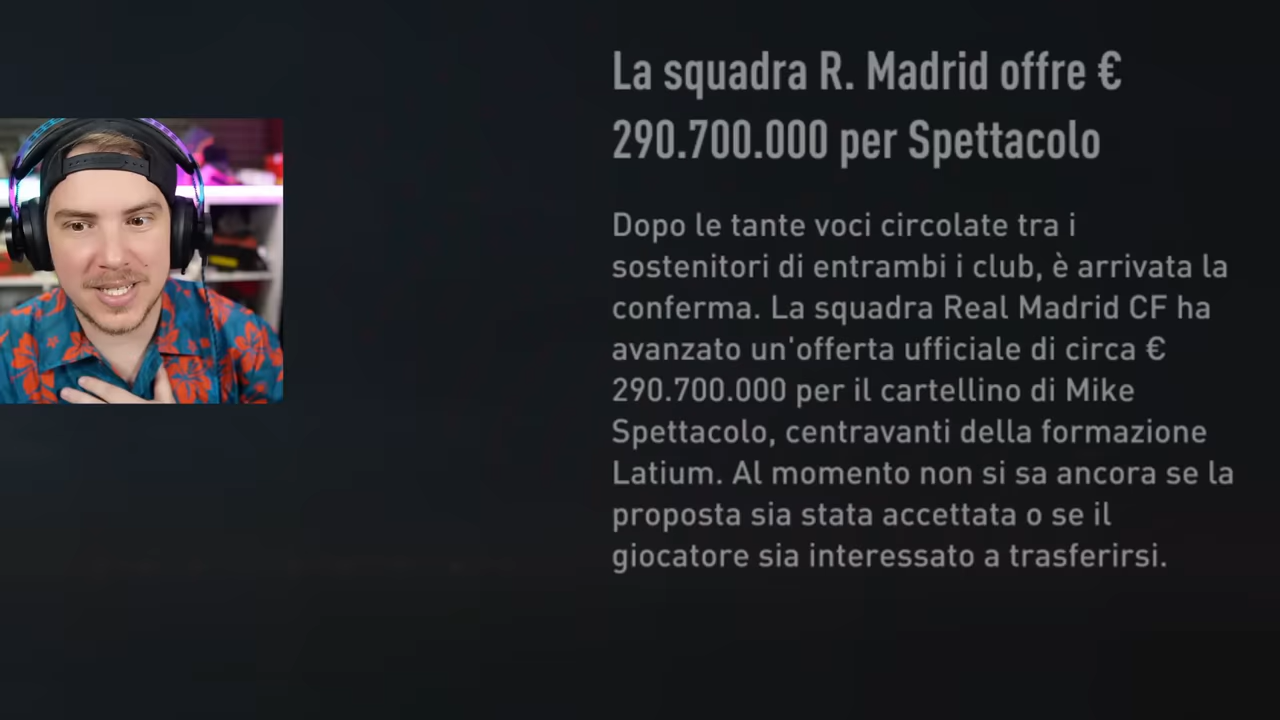 La squadra R. Madrid offre €
290.700.000 per Spettacolo
Dopo le tante voci circolate tra i
sostenitori di entrambi i club, è arrivata la
conferma. La squadra Real Madrid CF ha
avanzato un'offerta ufficiale di circa €
290.700.000 per il cartellino di Mike
Spettacolo, centravanti della formazione
Latium. Al momento non si sa ancora se la
proposta sia stata accettata o se il
giocatore sia interessato a trasferirsi.